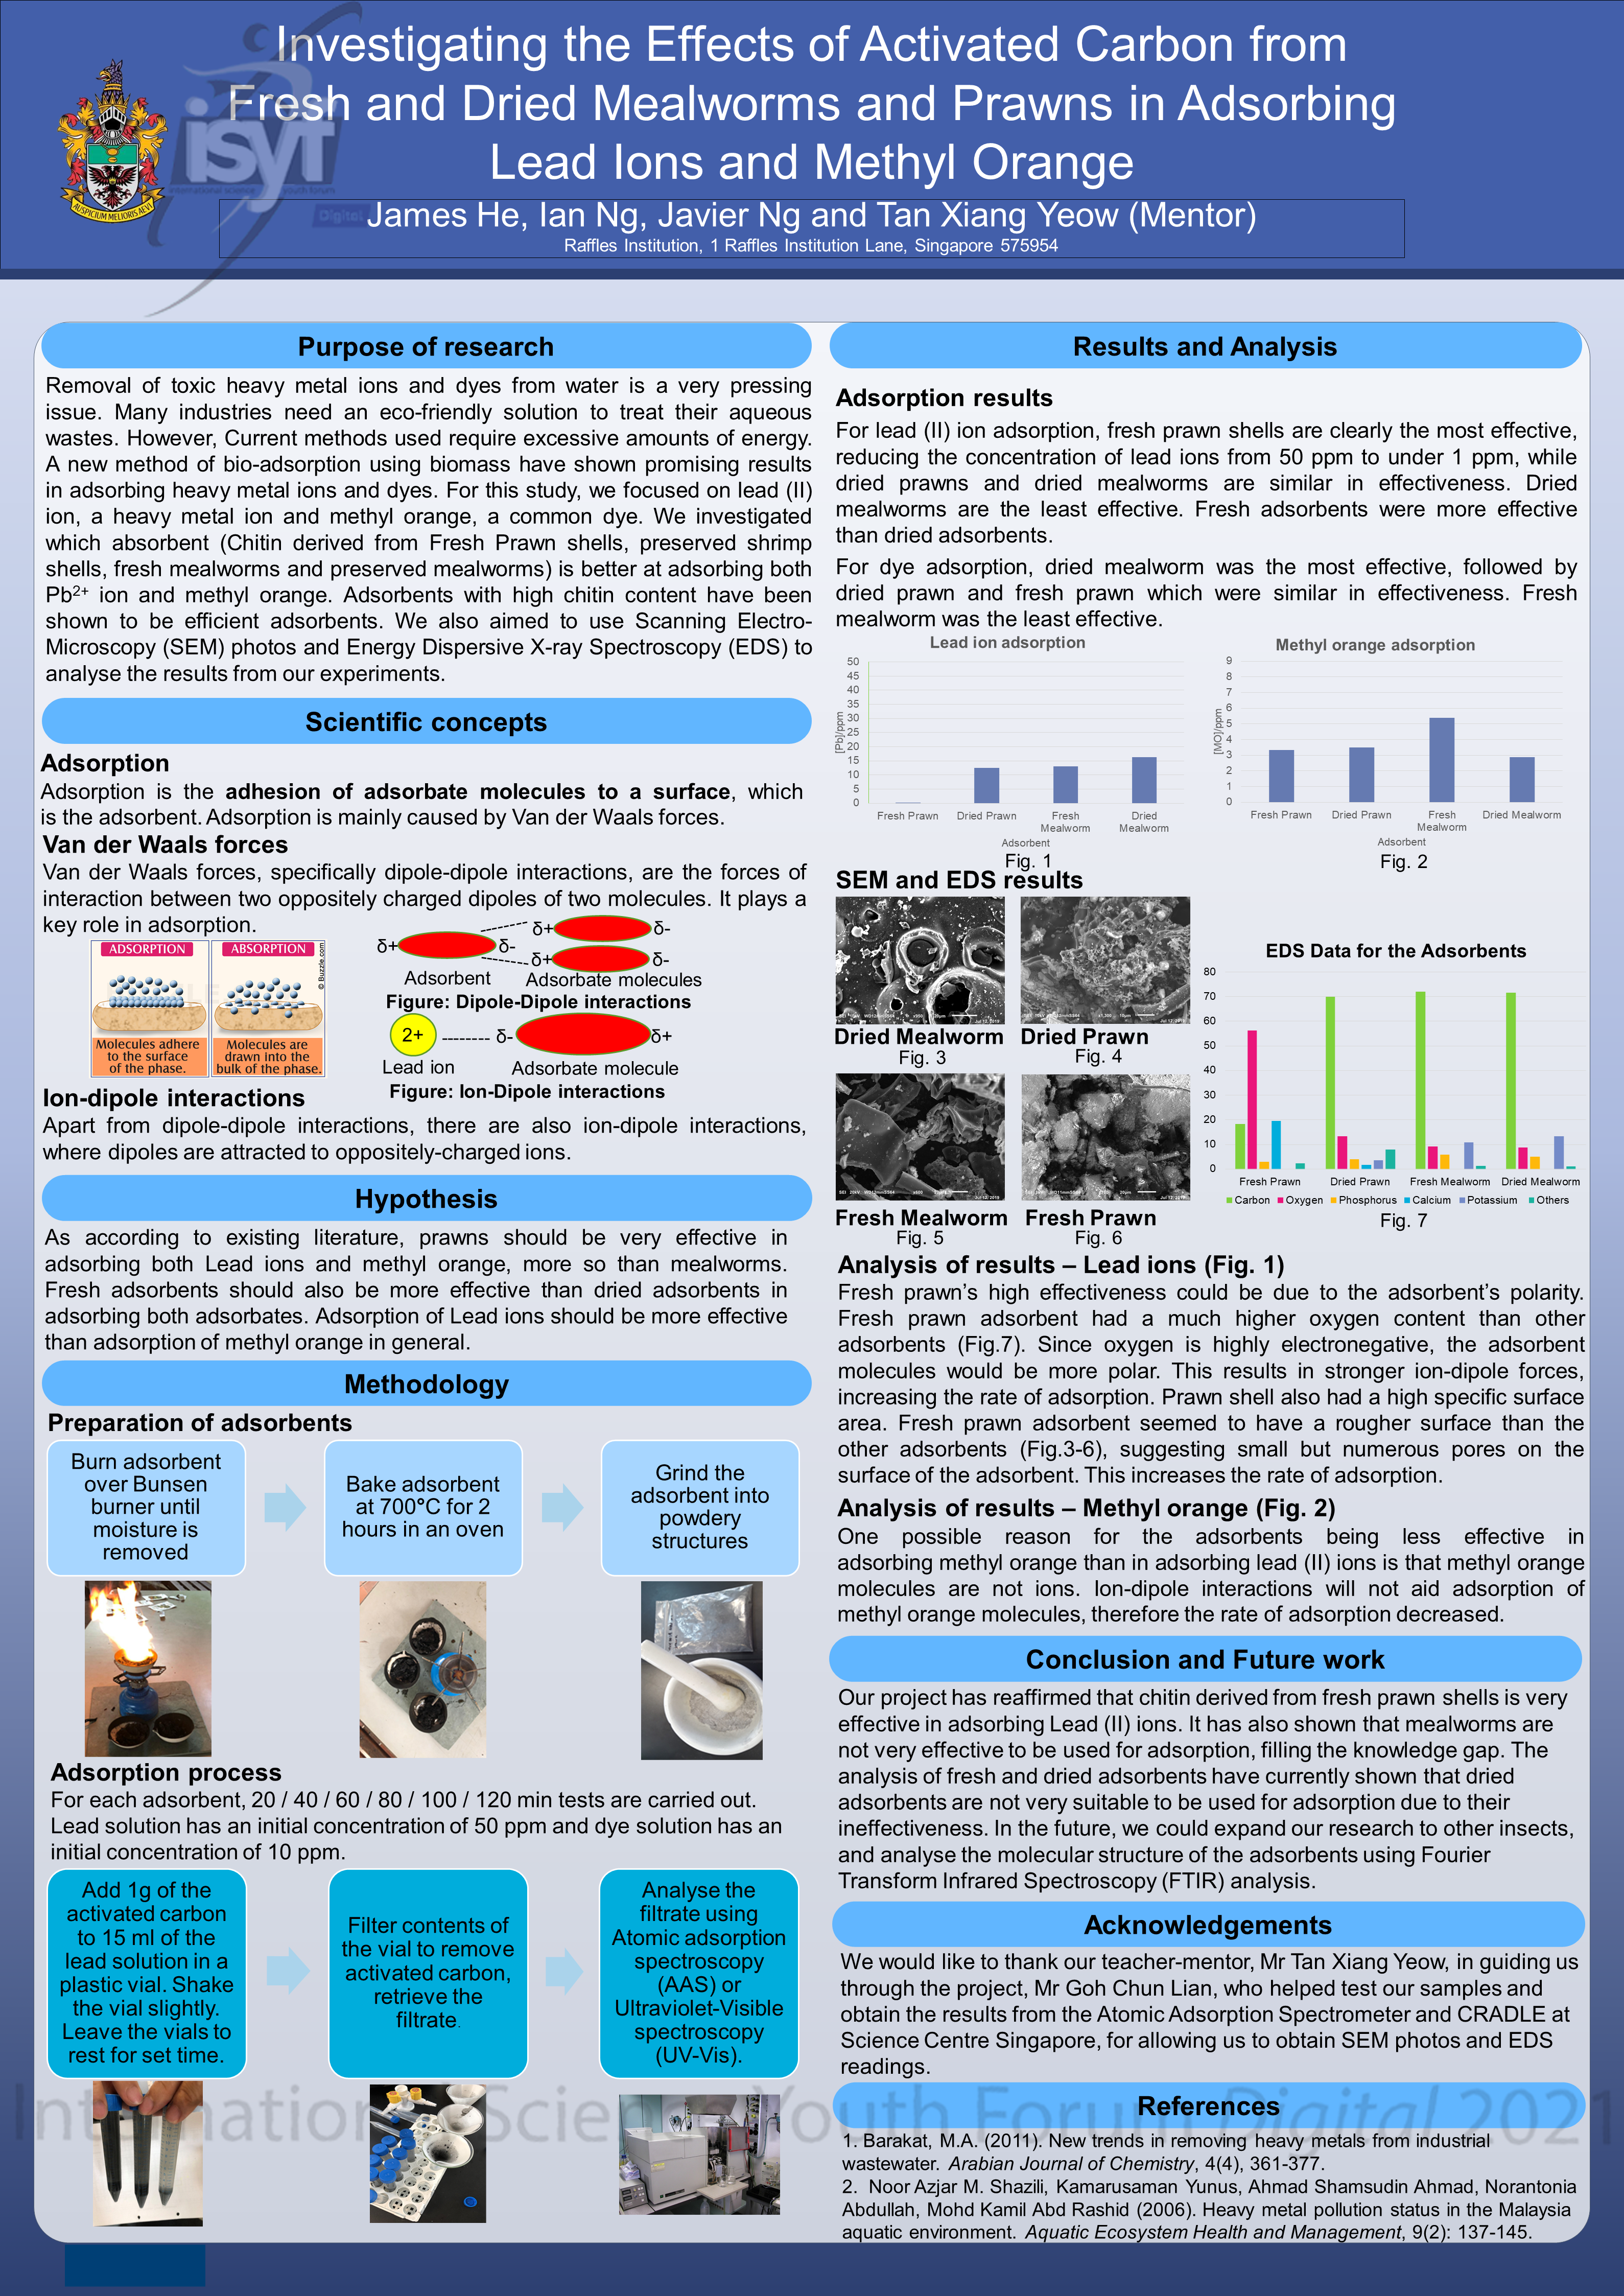 Investigating the Effects of Activated Carbon from
Fresh and Dried Mealworms and Prawns in Adsorbing
Lead Ions and Methyl Orange
AUSPICIUM MELIORIS AEVI
isyf
international science youth forum
Digital
James He, Ian Ng, Javier Ng and Tan Xiang Yeow (Mentor)
Raffles Institution, 1 Raffles Institution Lane, Singapore 575954
Purpose of research
Removal of toxic heavy metal ions and dyes from water is a very pressing
issue. Many industries need an eco-friendly solution to treat their aqueous
wastes. However, Current methods used require excessive amounts of energy.
A new method of bio-adsorption using biomass have shown promising results
in adsorbing heavy metal ions and dyes. For this study, we focused on lead (II)
ion, a heavy metal ion and methyl orange, a common dye. We investigated
which absorbent (Chitin derived from Fresh Prawn shells, preserved shrimp
shells, fresh mealworms and preserved mealworms) is better at adsorbing both
Pb²⁺ ion and methyl orange. Adsorbents with high chitin content have been
shown to be efficient adsorbents. We also aimed to use Scanning Electro-
Microscopy (SEM) photos and Energy Dispersive X-ray Spectroscopy (EDS) to
analyse the results from our experiments.
Scientific concepts
Adsorption
Adsorption is the adhesion of adsorbate molecules to a surface, which
is the adsorbent. Adsorption is mainly caused by Van der Waals forces.
Van der Waals forces
Van der Waals forces, specifically dipole-dipole interactions, are the forces of
interaction between two oppositely charged dipoles of two molecules. It plays a
key role in adsorption.
ADSORPTION
Molecules adhere
to the surface
of the phase.
ABSORPTION
Molecules are
drawn into the
bulk of the phase.
© Buzzle.com
δ+ δ- δ+ δ-
δ+ δ-
Adsorbent Adsorbate molecules
Figure: Dipole-Dipole interactions
2+ -------- δ- δ+
Lead ion Adsorbate molecule
Figure: Ion-Dipole interactions
Ion-dipole interactions
Apart from dipole-dipole interactions, there are also ion-dipole interactions,
where dipoles are attracted to oppositely-charged ions.
Hypothesis
As according to existing literature, prawns should be very effective in
adsorbing both Lead ions and methyl orange, more so than mealworms.
Fresh adsorbents should also be more effective than dried adsorbents in
adsorbing both adsorbates. Adsorption of Lead ions should be more effective
than adsorption of methyl orange in general.
Methodology
Preparation of adsorbents
Burn adsorbent
over Bunsen
burner until
moisture is
removed
Bake adsorbent
at 700°C for 2
hours in an oven
Grind the
adsorbent into
powdery
structures
Adsorption process
For each adsorbent, 20 / 40 / 60 / 80 / 100 / 120 min tests are carried out.
Lead solution has an initial concentration of 50 ppm and dye solution has an
initial concentration of 10 ppm.
Add 1g of the
activated carbon
to 15 ml of the
lead solution in a
plastic vial. Shake
the vial slightly.
Leave the vials to
rest for set time.
Filter contents of
the vial to remove
activated carbon,
retrieve the
filtrate.
Analyse the
filtrate using
Atomic adsorption
spectroscopy
(AAS) or
Ultraviolet-Visible
spectroscopy
(UV-Vis).
Results and Analysis
Adsorption results
For lead (II) ion adsorption, fresh prawn shells are clearly the most effective,
reducing the concentration of lead ions from 50 ppm to under 1 ppm, while
dried prawns and dried mealworms are similar in effectiveness. Dried
mealworms are the least effective. Fresh adsorbents were more effective
than dried adsorbents.
For dye adsorption, dried mealworm was the most effective, followed by
dried prawn and fresh prawn which were similar in effectiveness. Fresh
mealworm was the least effective.
Lead ion adsorption
[Pb]/ppm
50
45
40
35
30
25
20
15
10
5
0
Fresh Prawn Dried Prawn Fresh Mealworm Dried Mealworm
Adsorbent
Fig. 1
Methyl orange adsorption
[MO]/ppm
9
8
7
6
5
4
3
2
1
0
Fresh Prawn Dried Prawn Fresh Mealworm Dried Mealworm
Adsorbent
Fig. 2
SEM and EDS results
Dried Mealworm
Fig. 3
Dried Prawn
Fig. 4
Fresh Mealworm
Fig. 5
Fresh Prawn
Fig. 6
EDS Data for the Adsorbents
80
70
60
50
40
30
20
10
0
Fresh Prawn Dried Prawn Fresh Mealworm Dried Mealworm
Carbon Oxygen Phosphorus Calcium Potassium Others
Fig. 7
Analysis of results – Lead ions (Fig. 1)
Fresh prawn’s high effectiveness could be due to the adsorbent’s polarity.
Fresh prawn adsorbent had a much higher oxygen content than other
adsorbents (Fig.7). Since oxygen is highly electronegative, the adsorbent
molecules would be more polar. This results in stronger ion-dipole forces,
increasing the rate of adsorption. Prawn shell also had a high specific surface
area. Fresh prawn adsorbent seemed to have a rougher surface than the
other adsorbents (Fig.3-6), suggesting small but numerous pores on the
surface of the adsorbent. This increases the rate of adsorption.
Analysis of results – Methyl orange (Fig. 2)
One possible reason for the adsorbents being less effective in
adsorbing methyl orange than in adsorbing lead (II) ions is that methyl orange
molecules are not ions. Ion-dipole interactions will not aid adsorption of
methyl orange molecules, therefore the rate of adsorption decreased.
Conclusion and Future work
Our project has reaffirmed that chitin derived from fresh prawn shells is very
effective in adsorbing Lead (II) ions. It has also shown that mealworms are
not very effective to be used for adsorption, filling the knowledge gap. The
analysis of fresh and dried adsorbents have currently shown that dried
adsorbents are not very suitable to be used for adsorption due to their
ineffectiveness. In the future, we could expand our research to other insects,
and analyse the molecular structure of the adsorbents using Fourier
Transform Infrared Spectroscopy (FTIR) analysis.
Acknowledgements
We would like to thank our teacher-mentor, Mr Tan Xiang Yeow, in guiding us
through the project, Mr Goh Chun Lian, who helped test our samples and
obtain the results from the Atomic Adsorption Spectrometer and CRADLE at
Science Centre Singapore, for allowing us to obtain SEM photos and EDS
readings.
References
1. Barakat, M.A. (2011). New trends in removing heavy metals from industrial
wastewater. Arabian Journal of Chemistry, 4(4), 361-377.
2. Noor Azjar M. Shazili, Kamarusaman Yunus, Ahmad Shamsudin Ahmad, Norantonia
Abdullah, Mohd Kamil Abd Rashid (2006). Heavy metal pollution status in the Malaysia
aquatic environment. Aquatic Ecosystem Health and Management, 9(2): 137-145.
International Science Youth Forum Digital 2021